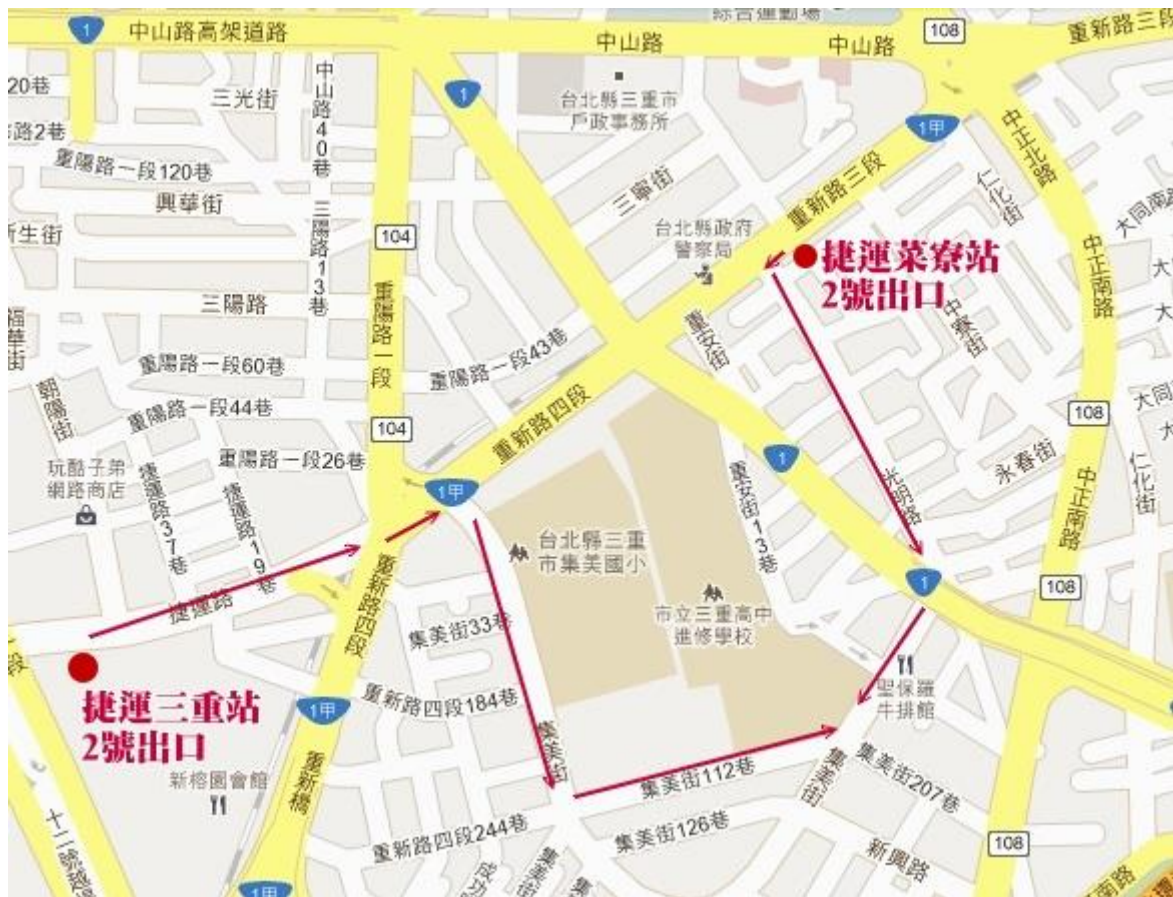 1
中山路高架道路
綜合運動場
中山路
中山路
108
重新路三段
20巷
三光街
中山路40巷
1
台北縣三重市
戶政事務所
1甲
中正北路
路2巷
重陽路一段120巷
興華街
三寧街
重新路三段
仁化街
大同南
新生街
三陽路13巷
104
台北縣政府
警察局
捷運菜寮站
2號出口
中正南路
三陽路
重陽路一段
重安街
中寮街
福華街
重陽路一段60巷
重陽路一段43巷
朝陽街
重陽路一段44巷
104
重新路四段
108
大同
重陽路一段26巷
1
永春街
仁化街
玩酷子弟
網路商店
捷運路37巷
捷運路19巷
1甲
重安街13巷
光明路
中正南路
台北縣三重
市集美國小
1
108
捷運路
重新路四段
集美街33巷
市立三重高中
進修學校
段
聖保羅
牛排館
捷運三重站
2號出口
重新路四段184巷
1甲
集美街
新榕園會館
重新橋
集美街112巷
集美街
集美街207巷
重新路四段244巷
集美街126巷
新興路
108
十二
集美街
成功
1甲
南路